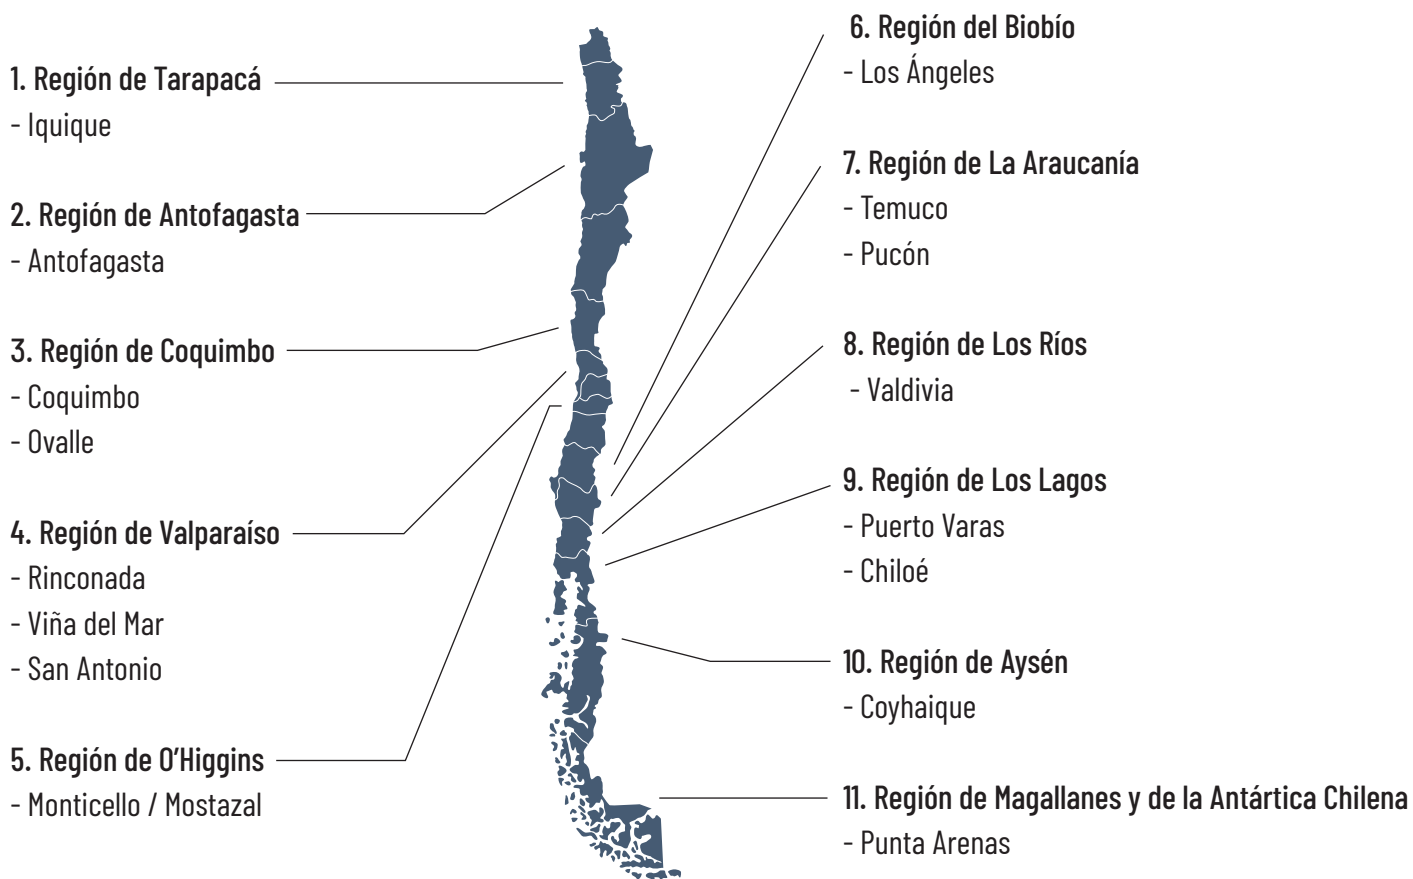 1. Región de Tarapacá
- Iquique
2. Región de Antofagasta
- Antofagasta
3. Región de Coquimbo
- Coquimbo
- Ovalle
4. Región de Valparaíso
- Rinconada
- Viña del Mar
- San Antonio
5. Región de O’Higgins
- Monticello / Mostazal
6. Región del Biobío
- Los Ángeles
7. Región de La Araucanía
- Temuco
- Pucón
8. Región de Los Ríos
- Valdivia
9. Región de Los Lagos
- Puerto Varas
- Chiloé
10. Región de Aysén
- Coyhaique
11. Región de Magallanes y de la Antártica Chilena
- Punta Arenas